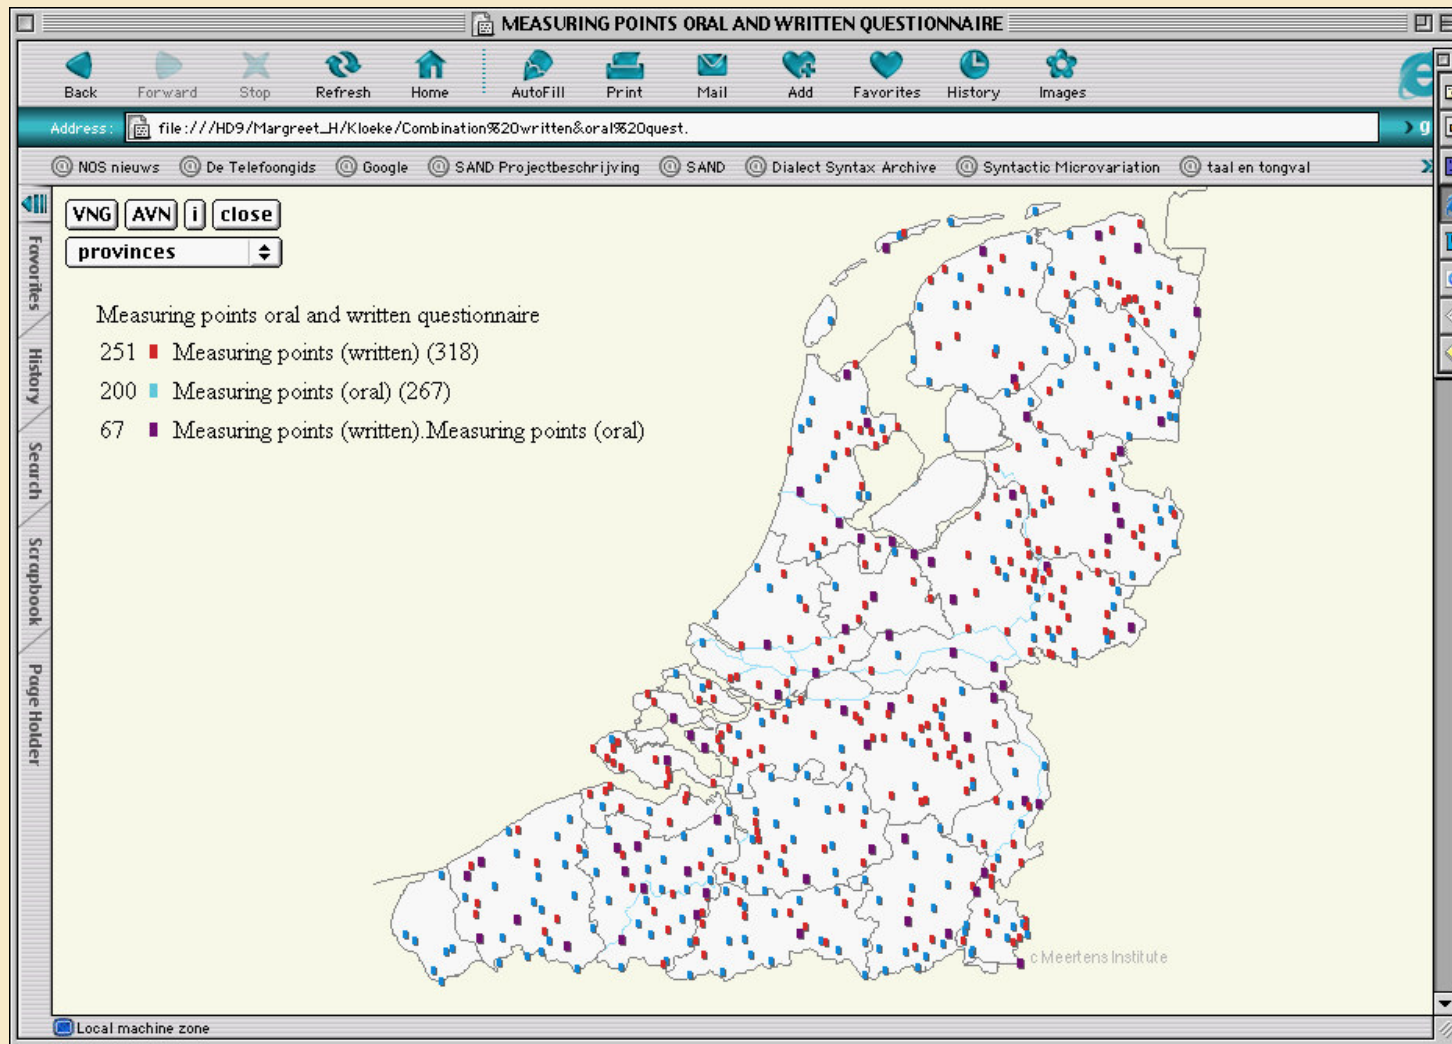 MEASURING POINTS ORAL AND WRITTEN QUESTIONNAIRE
Back Forward Stop Refresh Home AutoFill Print Mail Add Favorites History Images
Address: file:///HD9/Margreet_H/Kloeke/Combination%20written&oral%20quest. g
NOS nieuws De Telefoongids Google SAND Projectbeschrijving SAND Dialect Syntax Archive Syntactic Microvariation taal en tongval
Favorites
History
Search
Scrapbook
Page Holder
VNG AVN i close
provinces
Measuring points oral and written questionnaire
251 Measuring points (written) (318)
200 Measuring points (oral) (267)
67 Measuring points (written).Measuring points (oral)
c Meertens Institute
Local machine zone